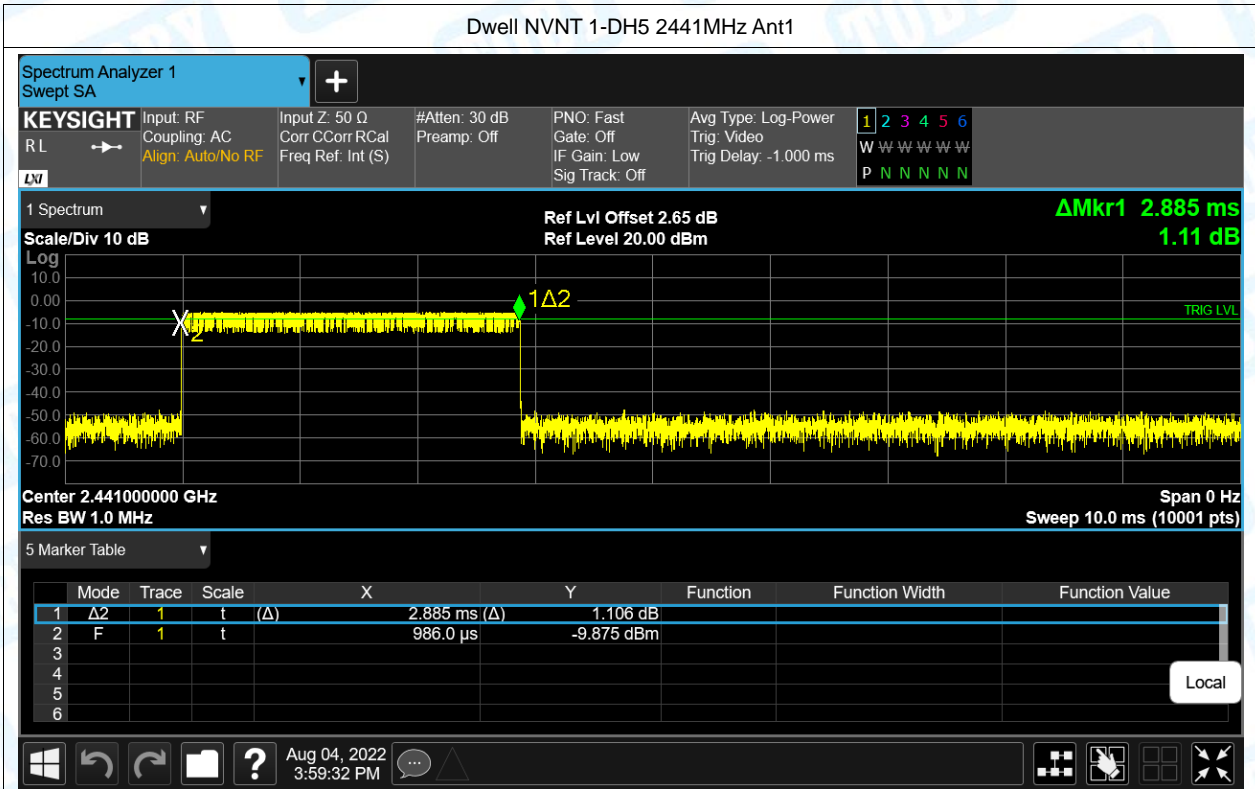 Dwell NVNT 1-DH5 2441MHz Ant1
Spectrum Analyzer 1
Swept SA
KEYSIGHT Input: RF Input Z: 50 Ω #Atten: 30 dB PNO: Fast Avg Type: Log-Power 1 2 3 4 5 6
RL Coupling: AC Corr CCorr RCal Preamp: Off Gate: Off Trig: Video W W W W W W
Align: Auto/No RF Freq Ref: Int (S) IF Gain: Low Trig Delay: -1.000 ms
LXI Sig Track: Off P N N N N N
1 Spectrum Ref Lvl Offset 2.65 dB ΔMkr1 2.885 ms
Scale/Div 10 dB Ref Level 20.00 dBm 1.11 dB
Log
10.0
0.00 1Δ2
-10.0 2 TRIG LVL
-20.0
-30.0
-40.0
-50.0
-60.0
-70.0
Center 2.441000000 GHz Span 0 Hz
Res BW 1.0 MHz Sweep 10.0 ms (10001 pts)
5 Marker Table
Mode Trace Scale X Y Function Function Width Function Value
1 Δ2 1 t (Δ) 2.885 ms (Δ) 1.106 dB
2 F 1 t 986.0 µs -9.875 dBm
3
4
5
6
Local
? Aug 04, 2022
3:59:32 PM